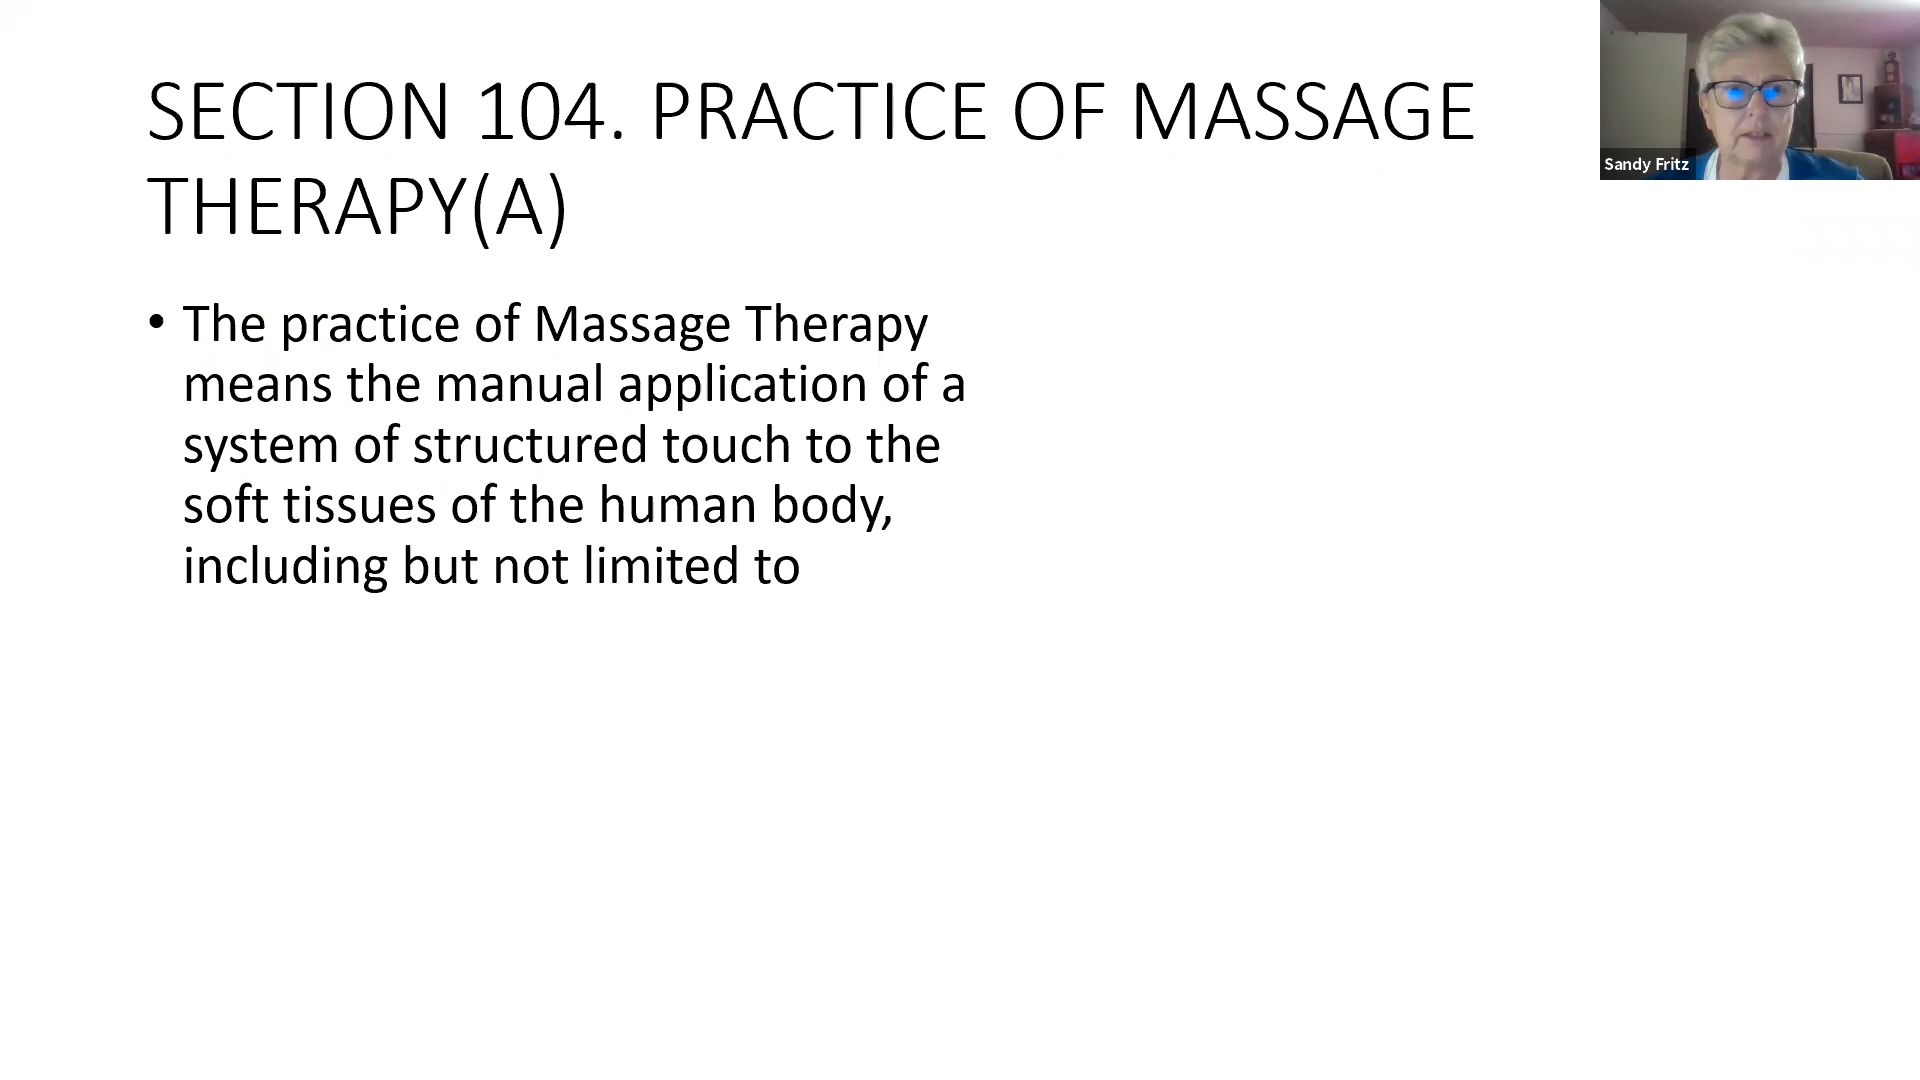 SECTION 104. PRACTICE OF MASSAGE
THERAPY(A)
• The practice of Massage Therapy
means the manual application of a
system of structured touch to the
soft tissues of the human body,
including but not limited to
Sandy Fritz